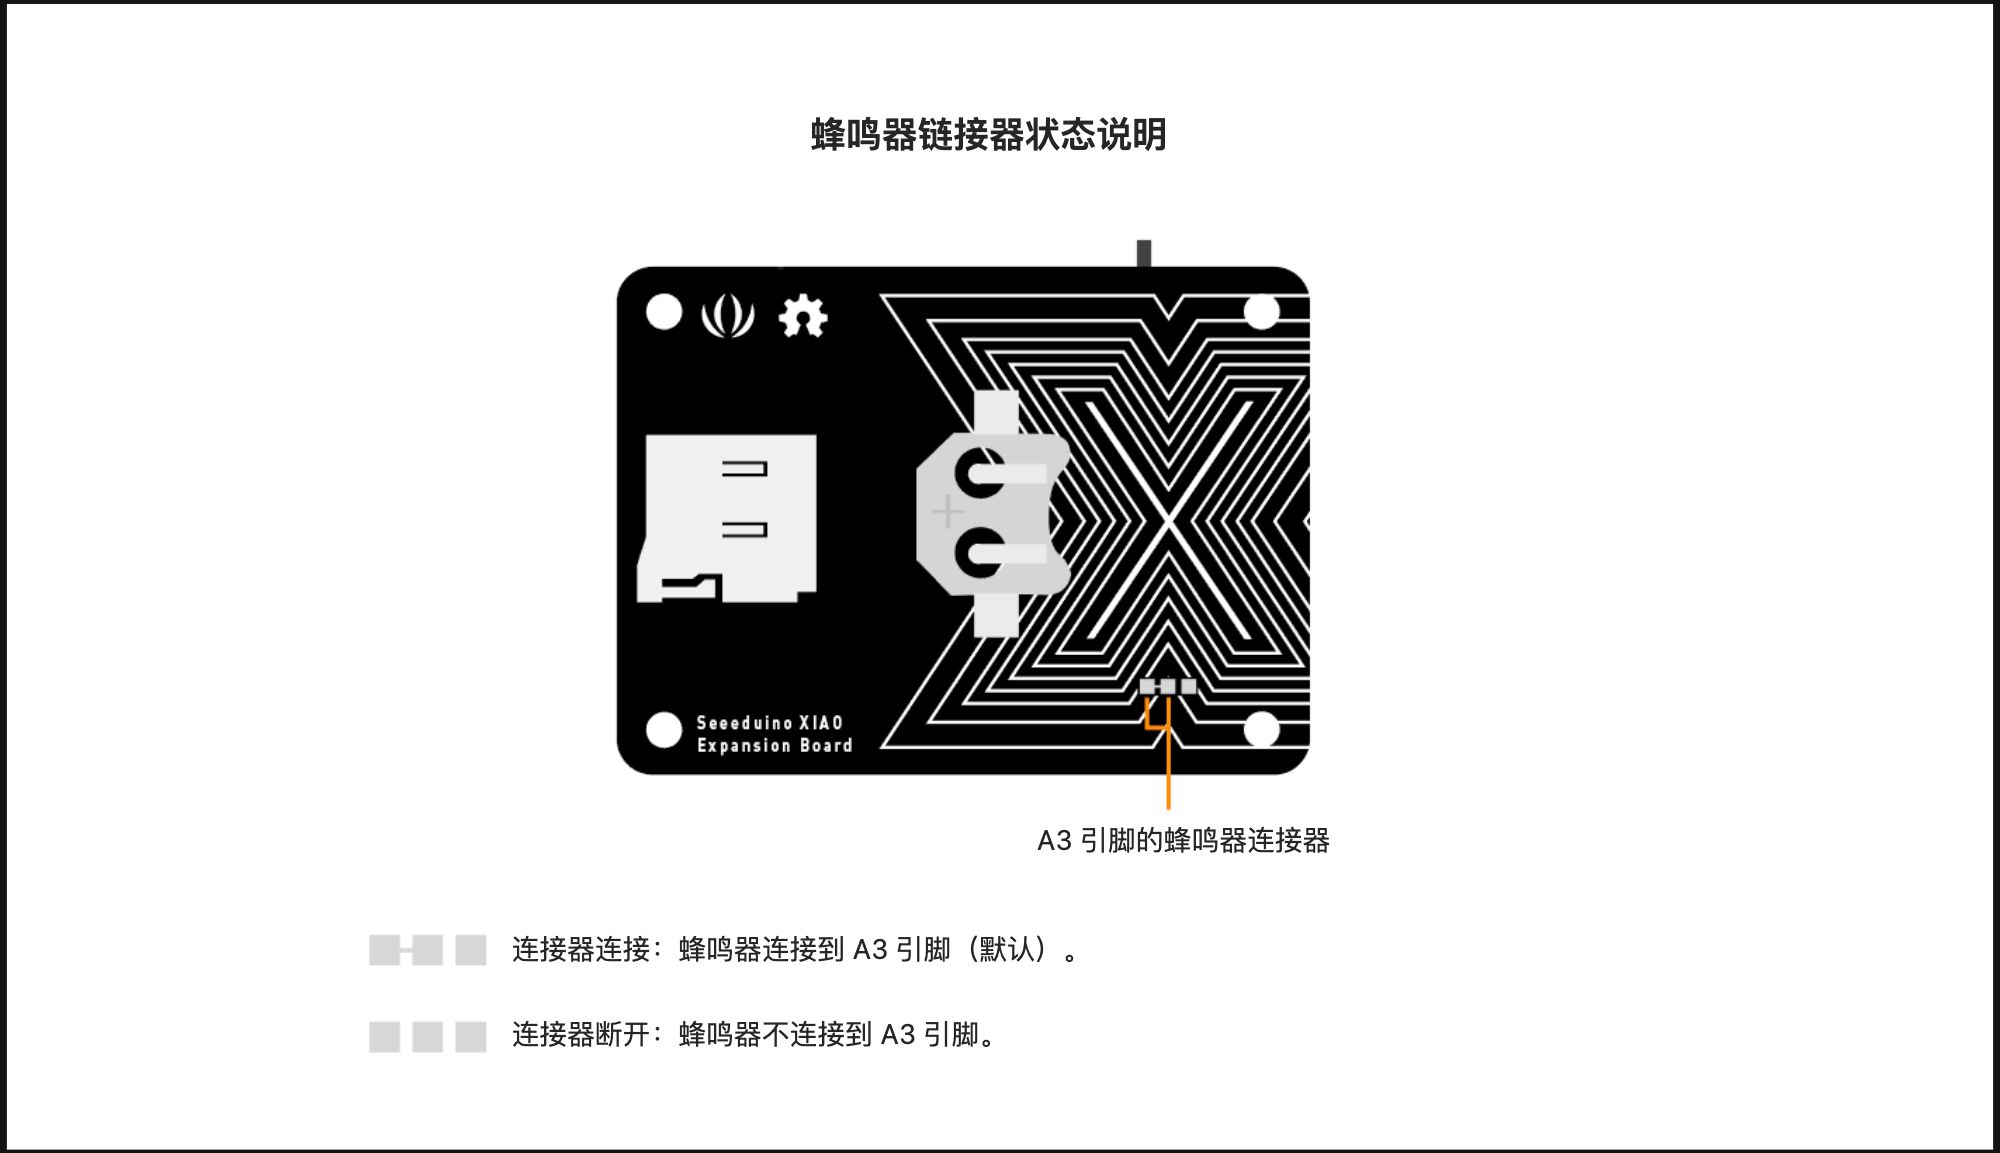 蜂鸣器链接器状态说明
Seeeduino XIAO
Expansion Board
A3 引脚的蜂鸣器连接器
连接器连接：蜂鸣器连接到 A3 引脚（默认）。
连接器断开：蜂鸣器不连接到 A3 引脚。